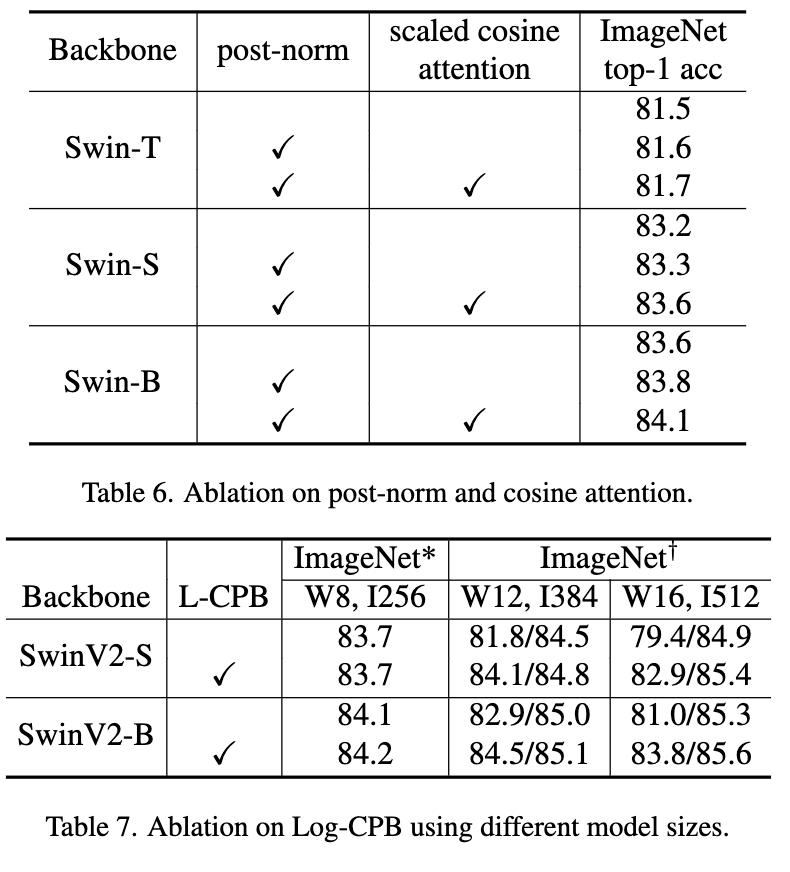 Backbone post-norm scaled cosine attention ImageNet top-1 acc
81.5
Swin-T ✓ 81.6
✓ ✓ 81.7
83.2
Swin-S ✓ 83.3
✓ ✓ 83.6
83.6
Swin-B ✓ 83.8
✓ ✓ 84.1
Table 6. Ablation on post-norm and cosine attention.
ImageNet* ImageNet†
Backbone L-CPB W8, I256 W12, I384 W16, I512
SwinV2-S 83.7 81.8/84.5 79.4/84.9
✓ 83.7 84.1/84.8 82.9/85.4
SwinV2-B 84.1 82.9/85.0 81.0/85.3
✓ 84.2 84.5/85.1 83.8/85.6
Table 7. Ablation on Log-CPB using different model sizes.